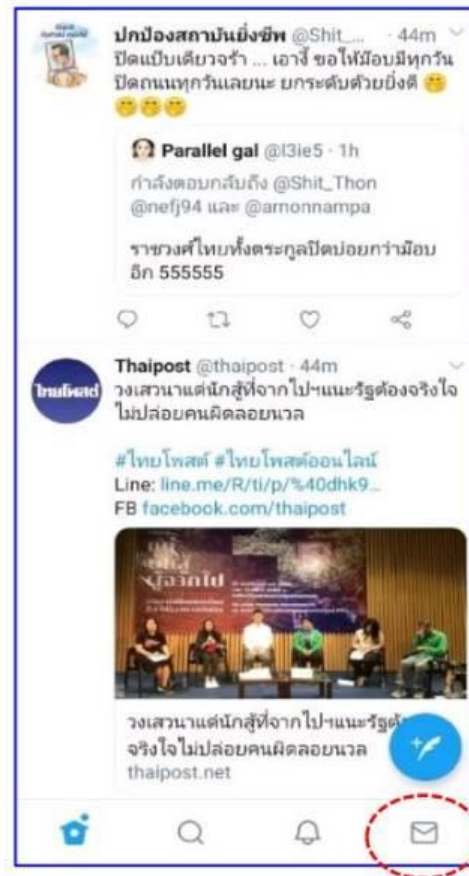 ปกป้องสถาบันยิ่งชีพ @Shit_... · 44m
ปิดแป๊บเดียวจร้า ... เอางี้ ขอให้ม๊อบมีทุกวัน
ปิดถนนทุกวันเลยนะ ยกระดับด้วยยิ่งดี
Parallel gal @l3ie5 · 1h
กำลังตอบกลับถึง @Shit_Thon
@nefj94 และ @arnonnampa
ราชวงศ์ไทยทั้งตระกูลปิดบ่อยกว่าม๊อบ
อีก 555555
Thaipost @thaipost · 44m
ไทยโพสต์
วงเสวนาแด่นักสู้ที่จากไปฯแนะรัฐต้องจริงใจ
ไม่ปล่อยคนผิดลอยนวล
#ไทยโพสต์ #ไทยโพสต์ออนไลน์
Line: line.me/R/ti/p/%40dhk9...
FB facebook.com/thaipost
ผู้จากไป
วงเสวนาแด่นักสู้ที่จากไปฯแนะรัฐต้อ
จริงใจไม่ปล่อยคนผิดลอยนวล
thaipost.net